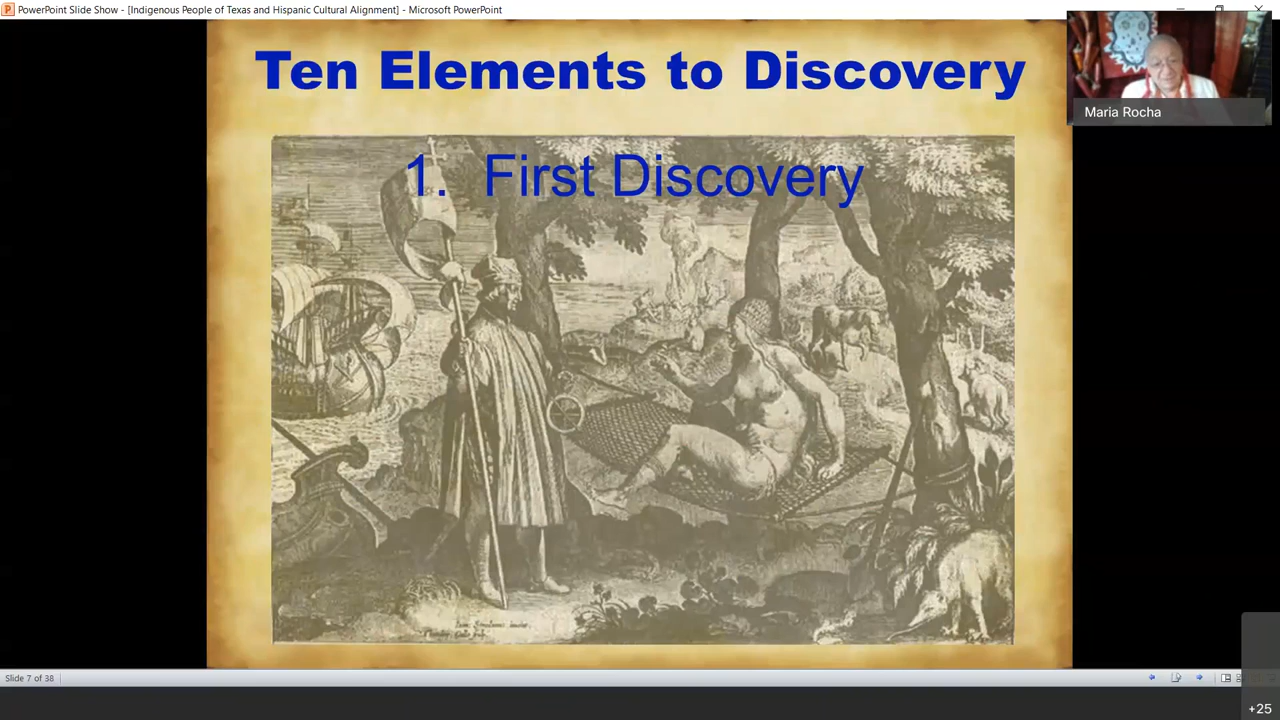 PowerPoint Slide Show - [Indigenous People of Texas and Hispanic Cultural Alignment] - Microsoft PowerPoint
Ten Elements to Discovery
Maria Rocha
1. First Discovery
Slide 7 of 38
+25